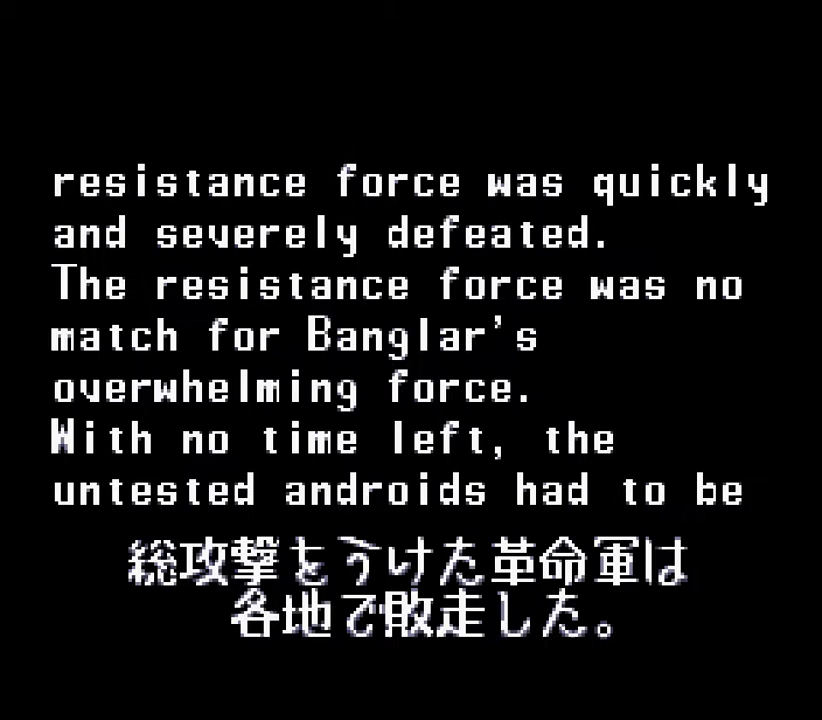 resistance force was quickly
and severely defeated.
The resistance force was no
match for Banglar's
overwhelming force.
With no time left, the
untested androids had to be
総攻撃をうけた革命軍は
各地で敗走した。